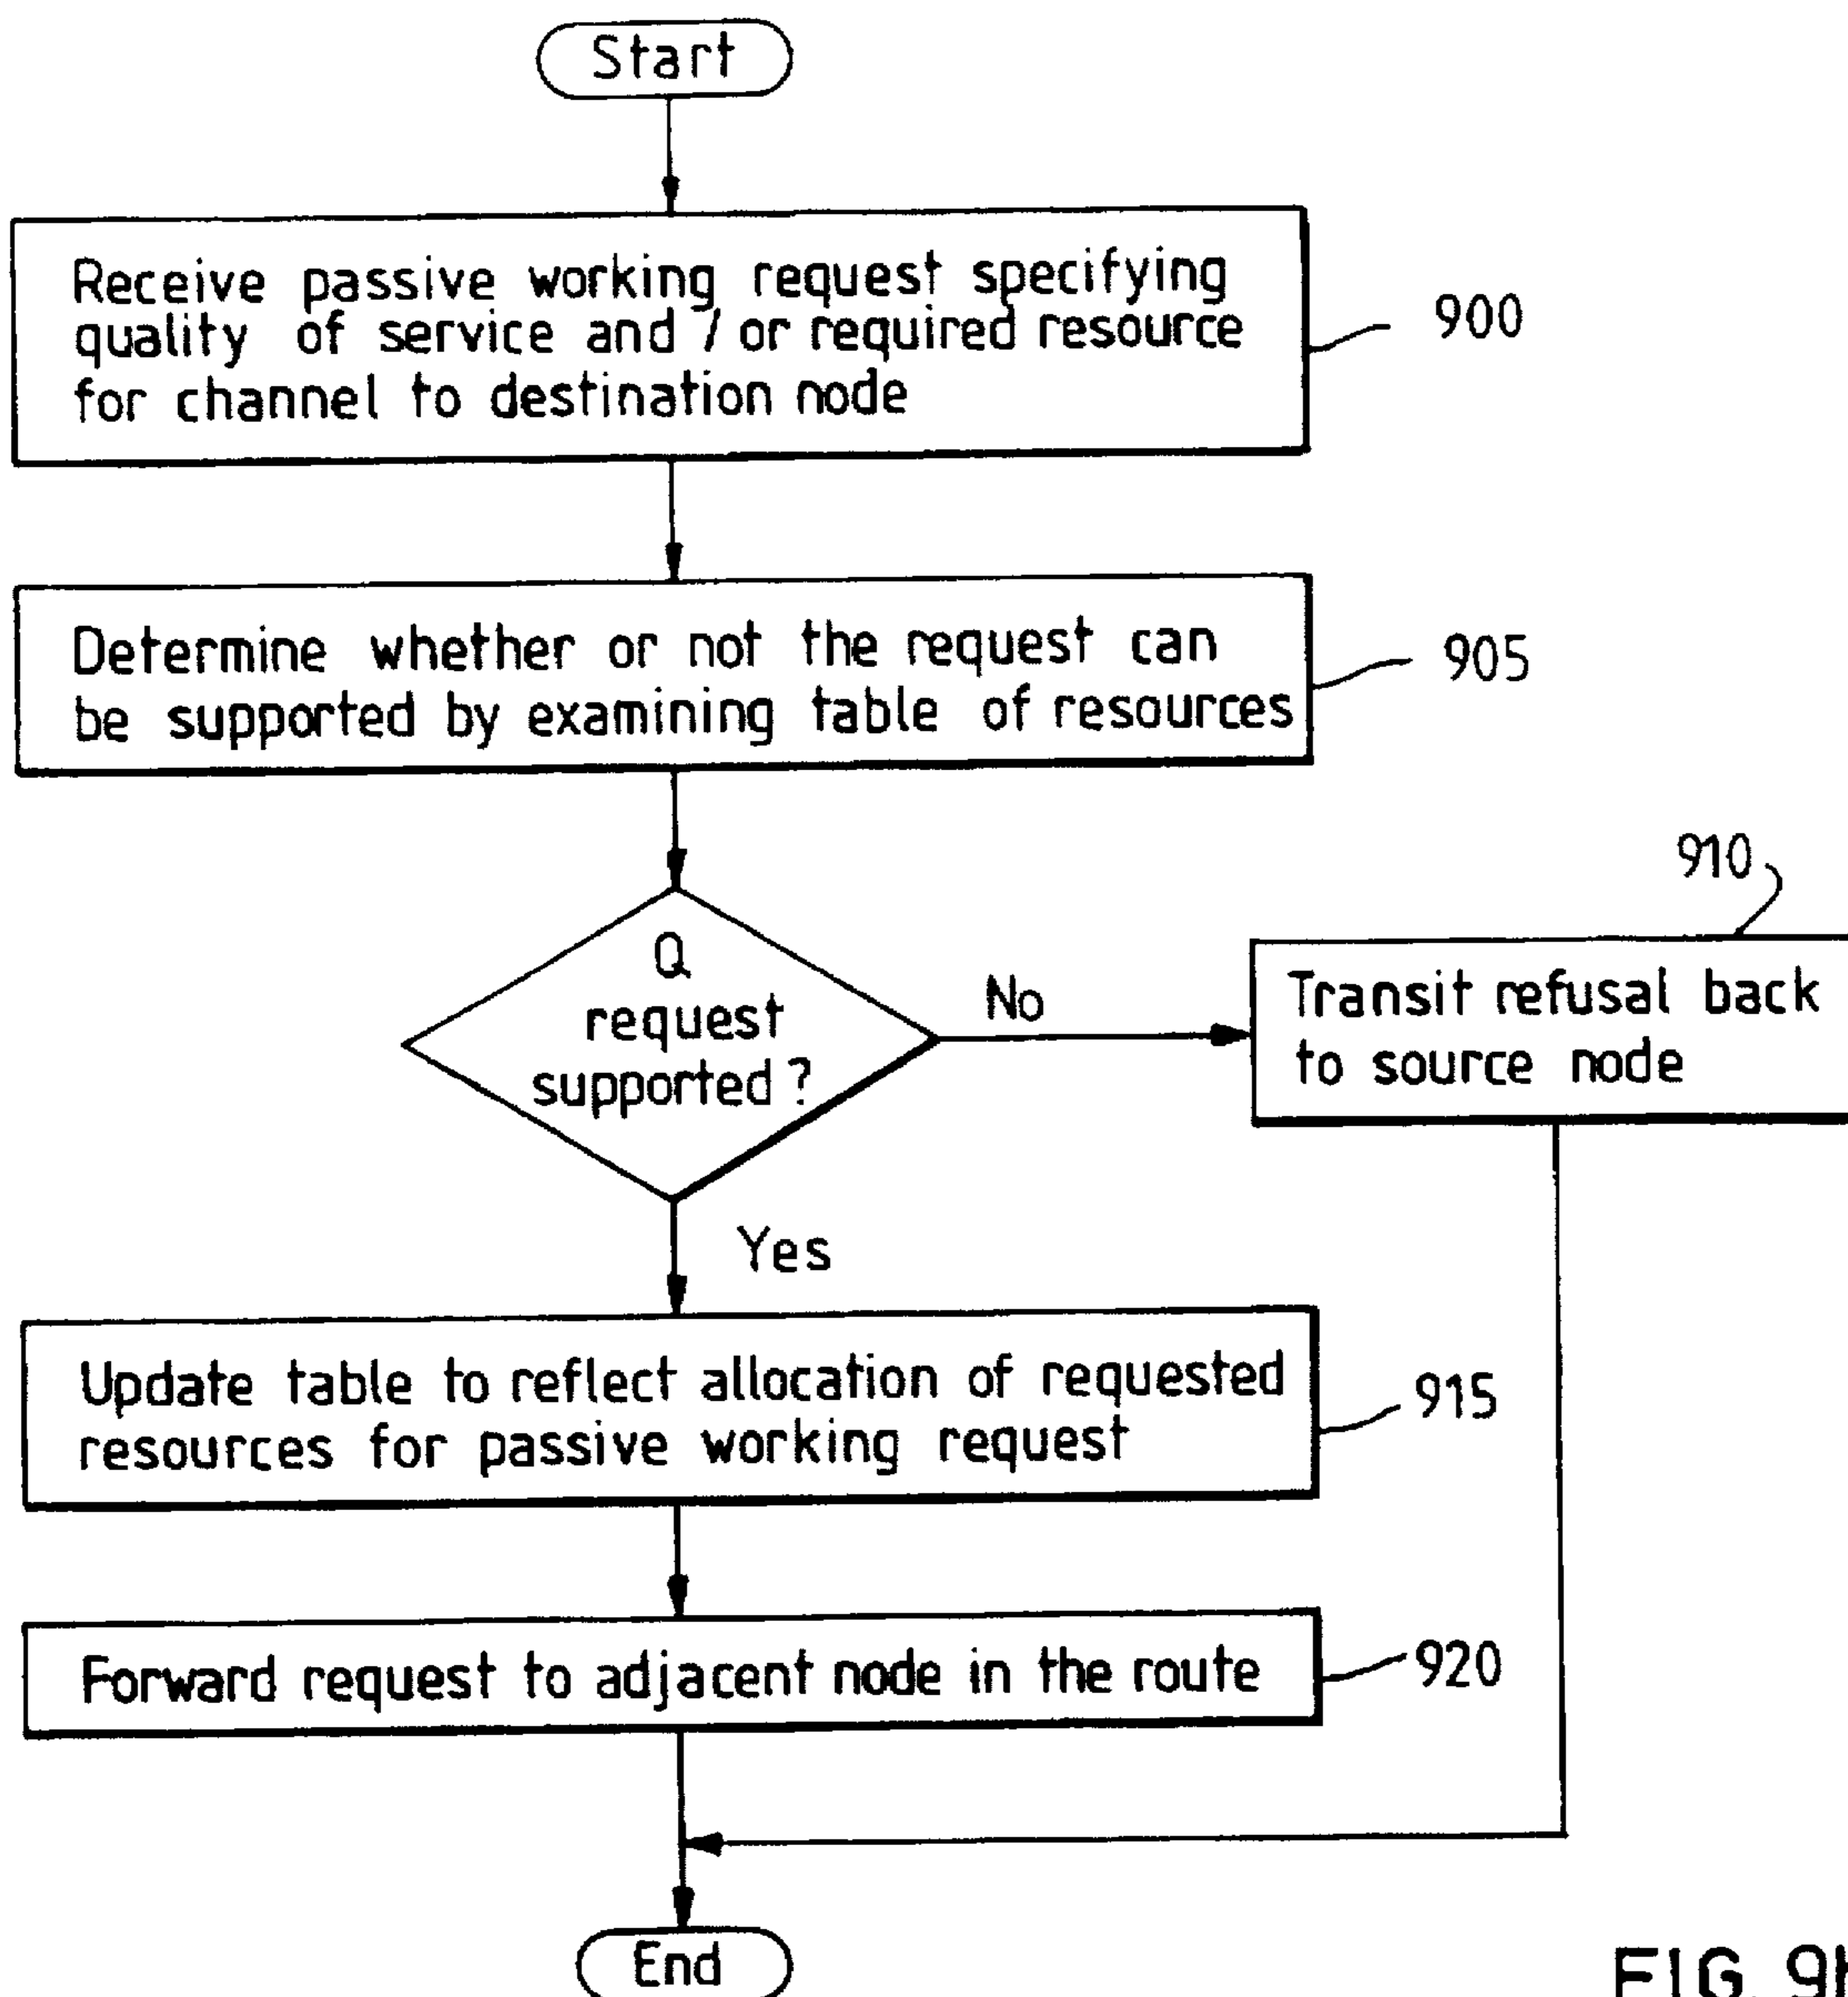 Start
Receive passive working request specifying
quality of service and / or required resource
for channel to destination node
900
Determine whether or not the request can
be supported by examining table of resources
905
Q
request
supported ?
No
910
Transit refusal back
to source node
Yes
Update table to reflect allocation of requested
resources for passive working request
915
Forward request to adjacent node in the route
920
End
FIG. 9